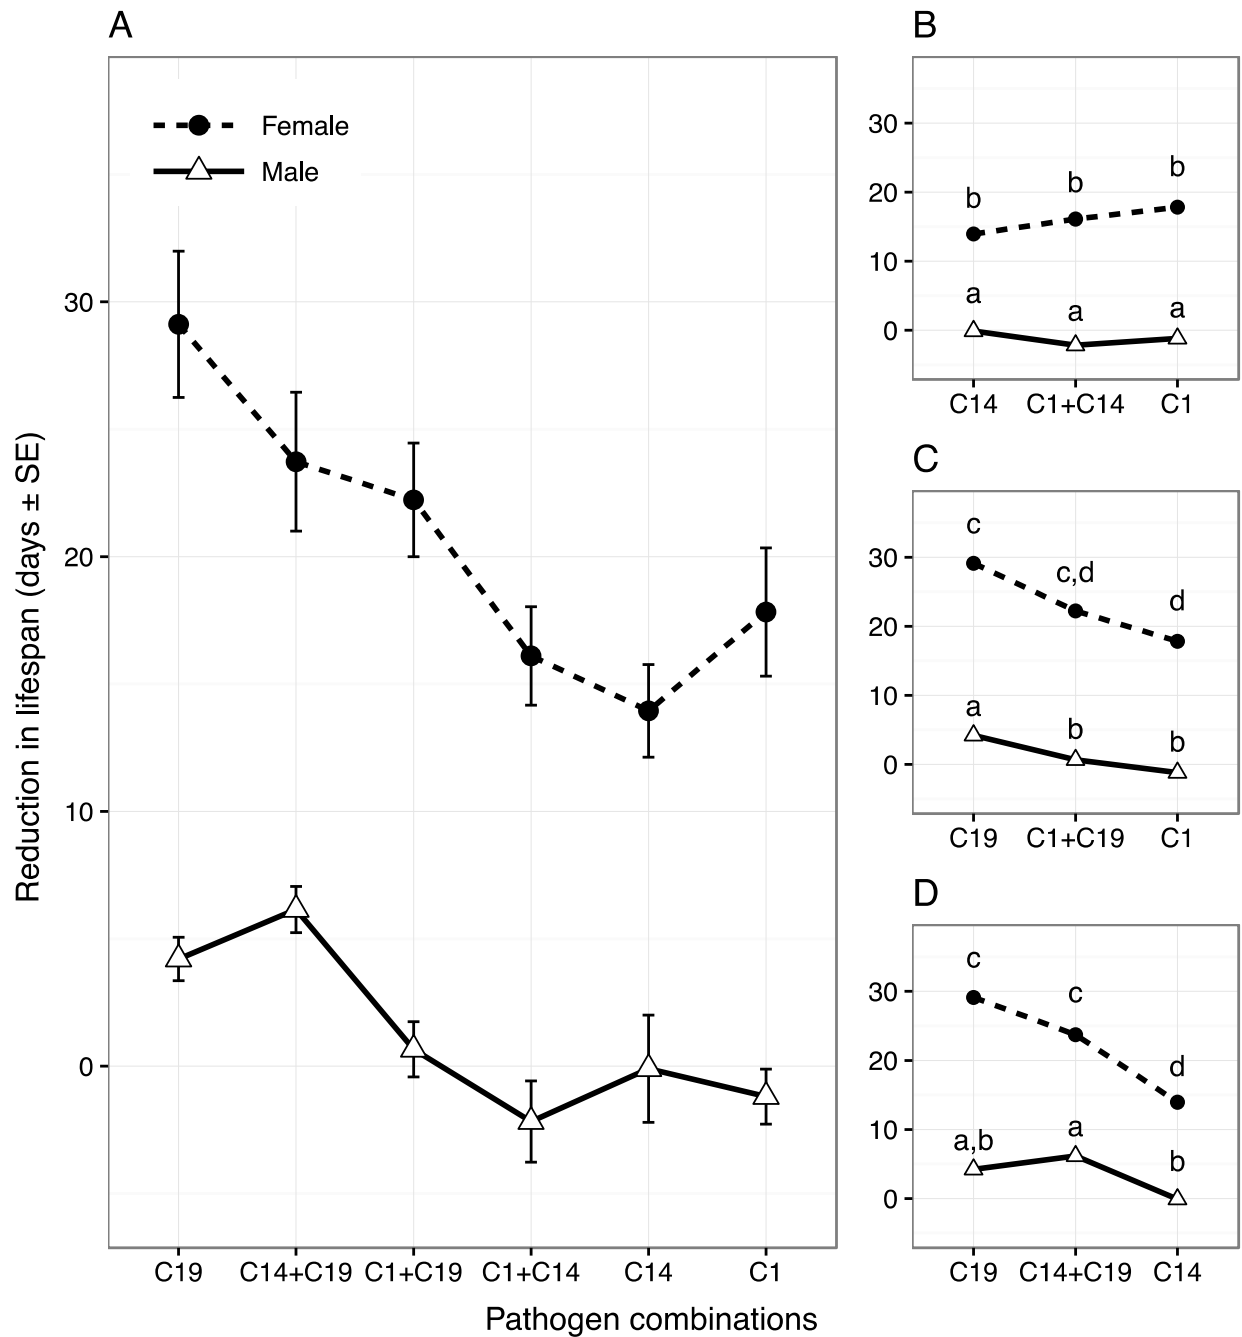 A
Female
Male
30
20
10
0
Reduction in lifespan (days ± SE)
C19 C14+C19 C1+C19 C1+C14 C14 C1
Pathogen combinations
B
30
20
10
0
b b b
a a a
C14 C1+C14 C1
C
30
20
10
0
c c,d d
a b b
C19 C1+C19 C1
D
30
20
10
0
c c d
a,b a b
C19 C14+C19 C14